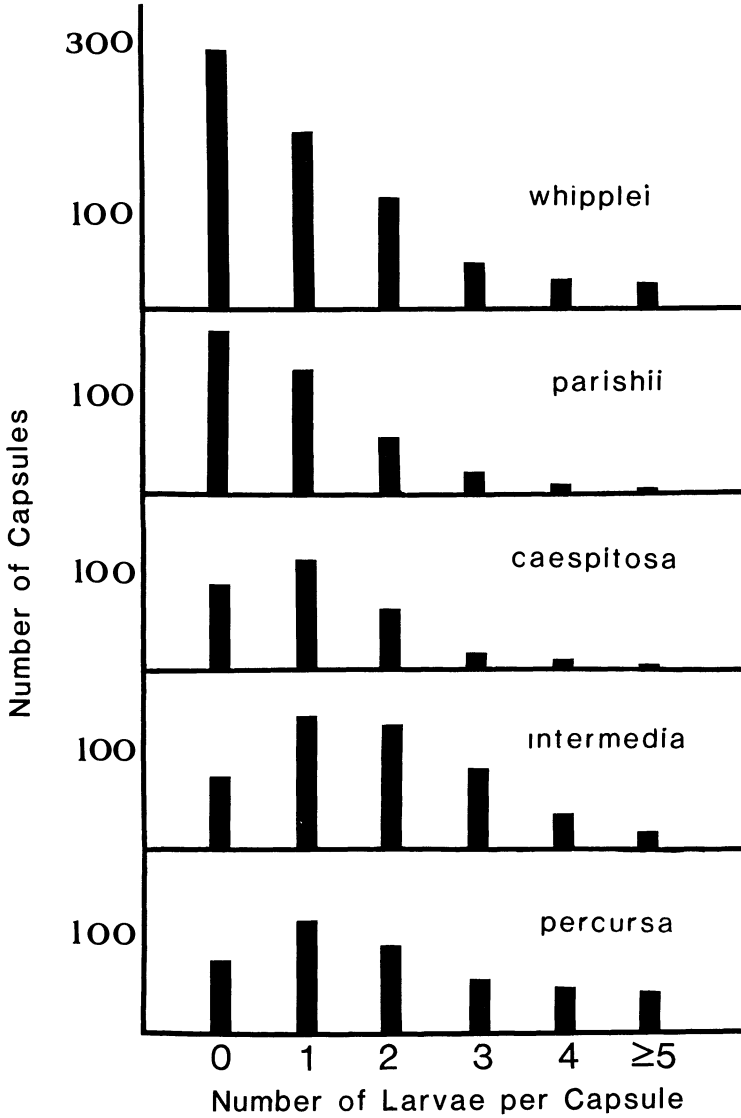 Number of Capsules
300
100
whipplei
100
parishii
100
caespitosa
100
intermedia
100
percursa
0 1 2 3 4 ≥5
Number of Larvae per Capsule